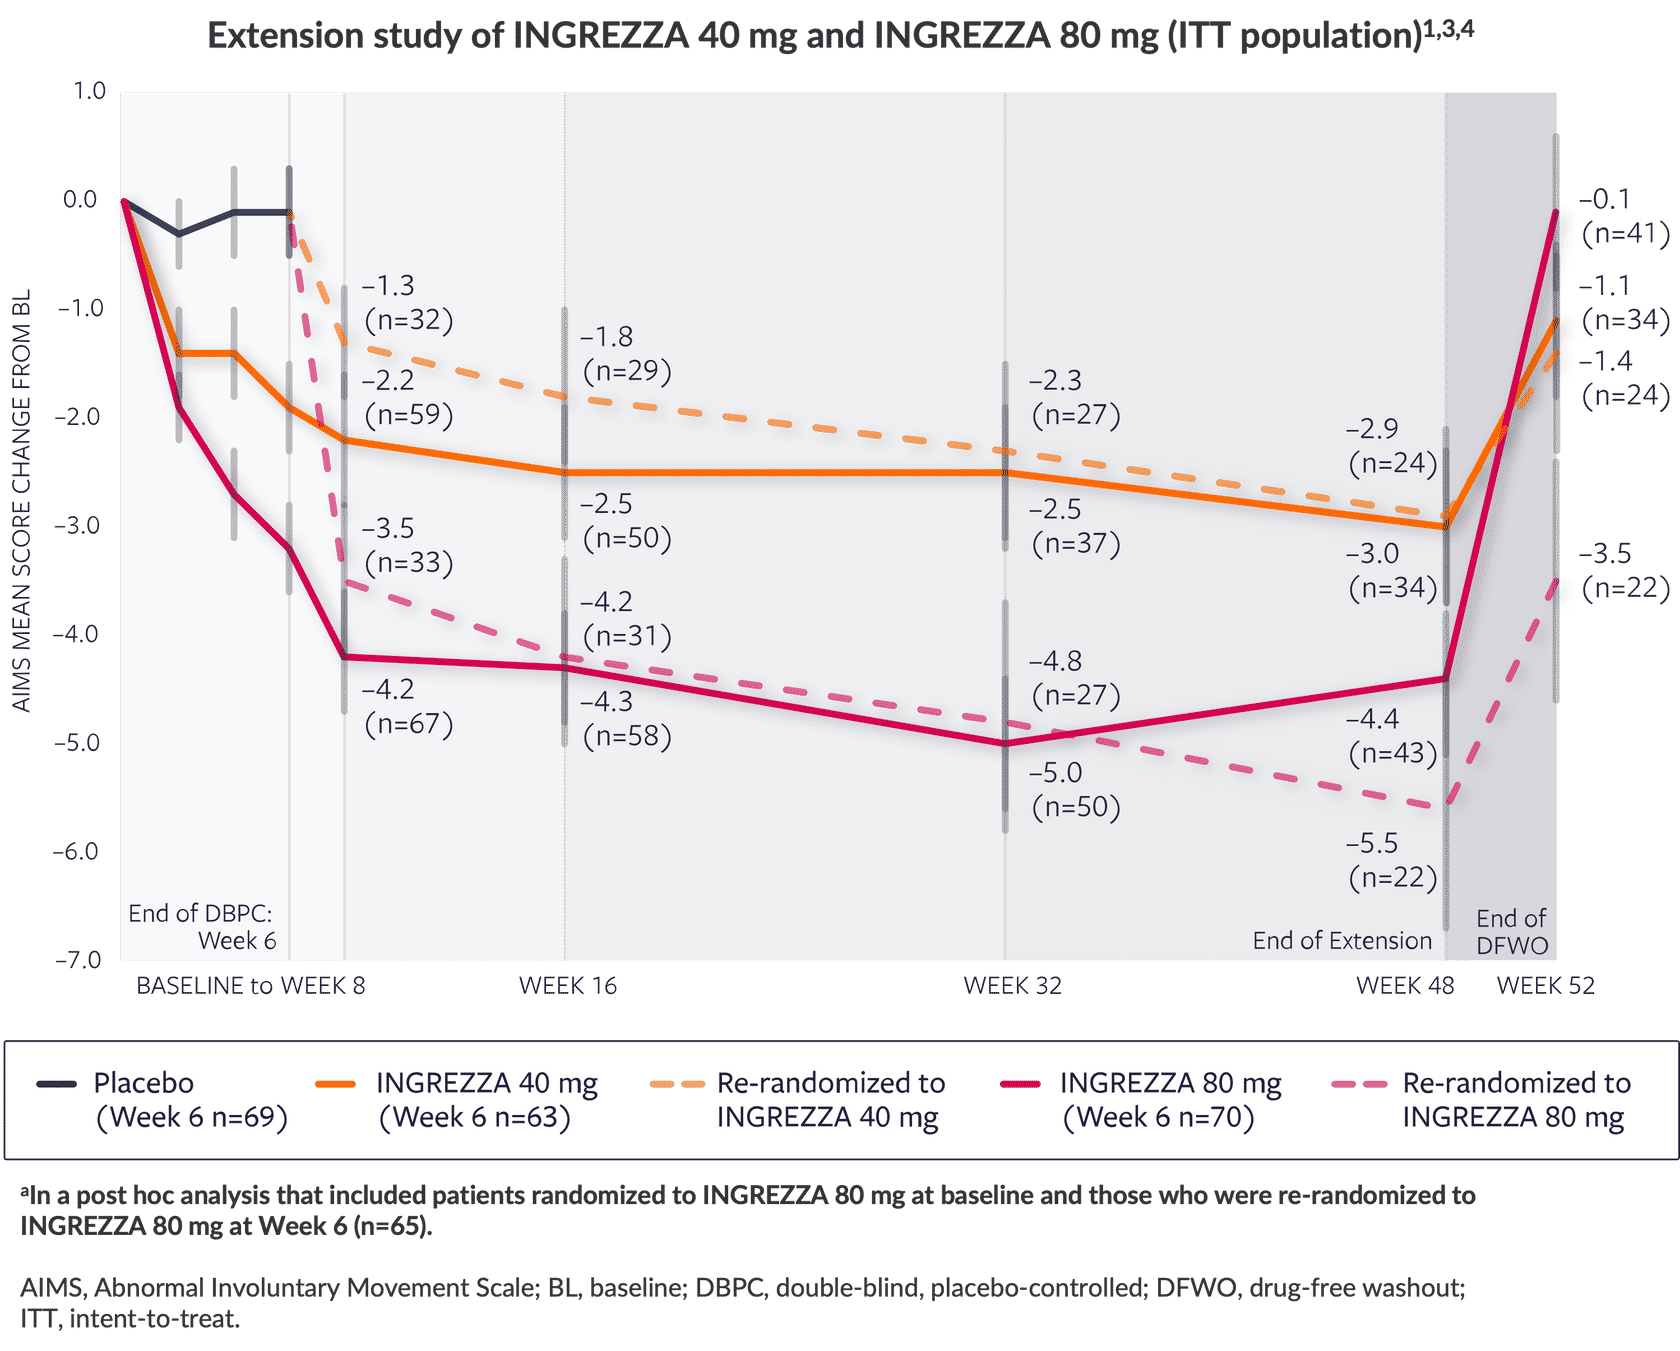 Extension study of INGREZZA 40 mg and INGREZZA 80 mg (ITT population)1,3,4
AIMS MEAN SCORE CHANGE FROM BL
1.0
0.0
–1.0
–2.0
–3.0
–4.0
–5.0
–6.0
–7.0
–1.3
(n=32)
–2.2
(n=59)
–3.5
(n=33)
–4.2
(n=67)
–1.8
(n=29)
–2.5
(n=50)
–4.2
(n=31)
–4.3
(n=58)
–2.3
(n=27)
–2.5
(n=37)
–4.8
(n=27)
–5.0
(n=50)
–2.9
(n=24)
–3.0
(n=34)
–4.4
(n=43)
–5.5
(n=22)
–0.1
(n=41)
–1.1
(n=34)
–1.4
(n=24)
–3.5
(n=22)
End of DBPC:
Week 6
End of Extension
End of
DFWO
BASELINE to WEEK 8
WEEK 16
WEEK 32
WEEK 48
WEEK 52
Placebo
(Week 6 n=69)
INGREZZA 40 mg
(Week 6 n=63)
Re-randomized to
INGREZZA 40 mg
INGREZZA 80 mg
(Week 6 n=70)
Re-randomized to
INGREZZA 80 mg
aIn a post hoc analysis that included patients randomized to INGREZZA 80 mg at baseline and those who were re-randomized to
INGREZZA 80 mg at Week 6 (n=65).
AIMS, Abnormal Involuntary Movement Scale; BL, baseline; DBPC, double-blind, placebo-controlled; DFWO, drug-free washout;
ITT, intent-to-treat.